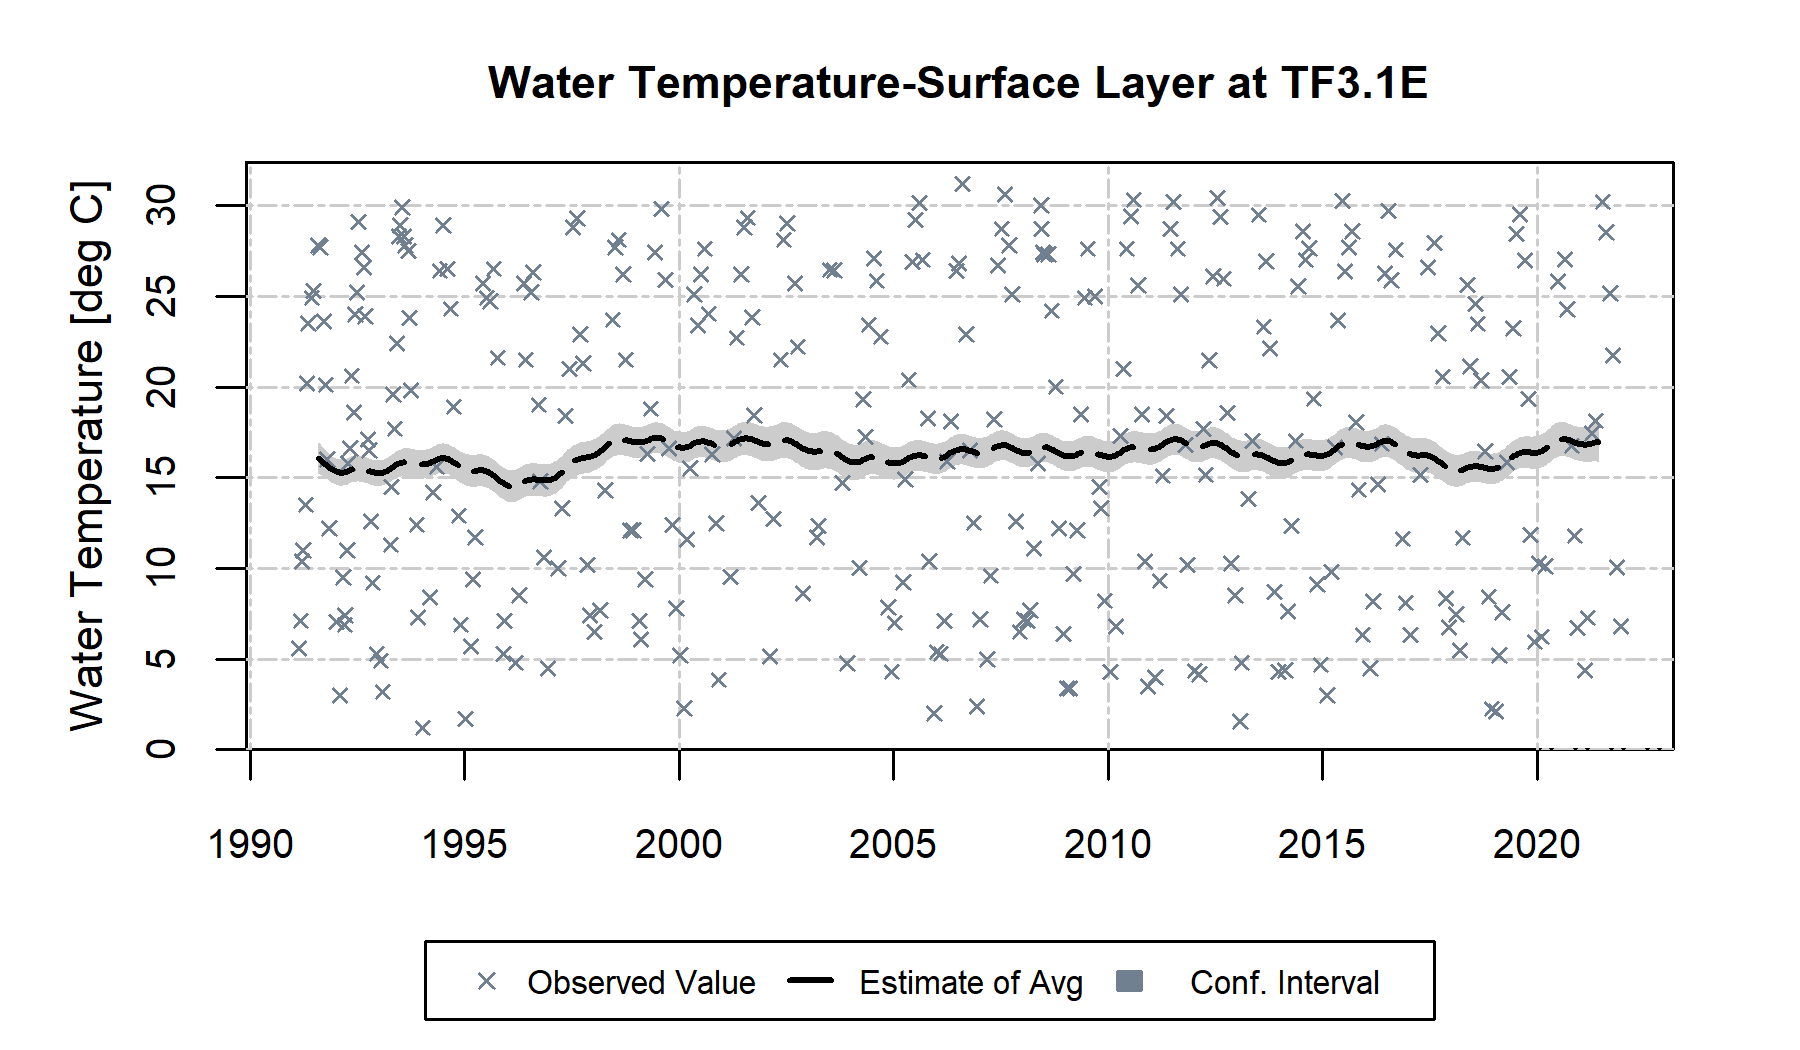 Water Temperature-Surface Layer at TF3.1E
Water Temperature [deg C]
30
25
20
15
10
5
0
1990 1995 2000 2005 2010 2015 2020
Observed Value Estimate of Avg Conf. Interval